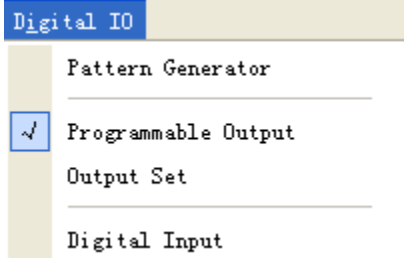 Digital IO
Pattern Generator
Programmable Output
Output Set
Digital Input